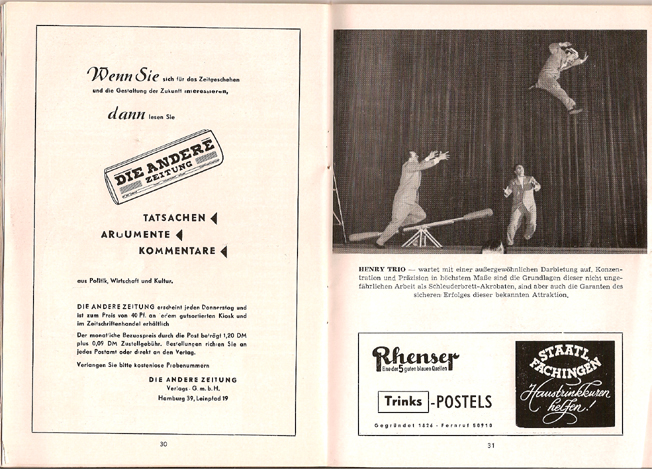 Wenn Sie sich für das Zeitgeschehen
und die Gestaltung der Zukunft interessieren,
dann lesen Sie
DIE ANDERE
ZEITUNG
TATSACHEN
ARGUMENTE
KOMMENTARE
aus Politik, Wirtschaft und Kultur.
DIE ANDERE ZEITUNG erscheint jeden Donnerstag und
ist zum Preis von 40 Pf. an jedem gutsortierten Kiosk und
im Zeitschriftenhandel erhältlich
Der monatliche Bezugspreis durch die Post beträgt 1,20 DM
plus 0,09 DM Zustellgebühr. Bestellungen richten Sie an
jedes Postamt oder direkt an den Verlag.
Verlangen Sie bitte kostenlose Probenummern
DIE ANDERE ZEITUNG
Verlags-G.m.b.H.
Hamburg 39, Leinpfad 19
30
HENRY TRIO — wartet mit einer außergewöhnlichen Darbietung auf. Konzen-
tration und Präzision in höchstem Maße sind die Grundlagen dieser nicht unge-
fährlichen Arbeit als Schleuderbrett-Akrobaten, sind aber auch die Garanten des
sicheren Erfolges dieser bekannten Attraktion.
Rhenser
Eine der 5 guten blauen Quellen
Trinks-POSTELS
Gegründet 1824 - Fernruf 50910
STAATL.
FACHINGEN
Haustrinkkuren
helfen!
31